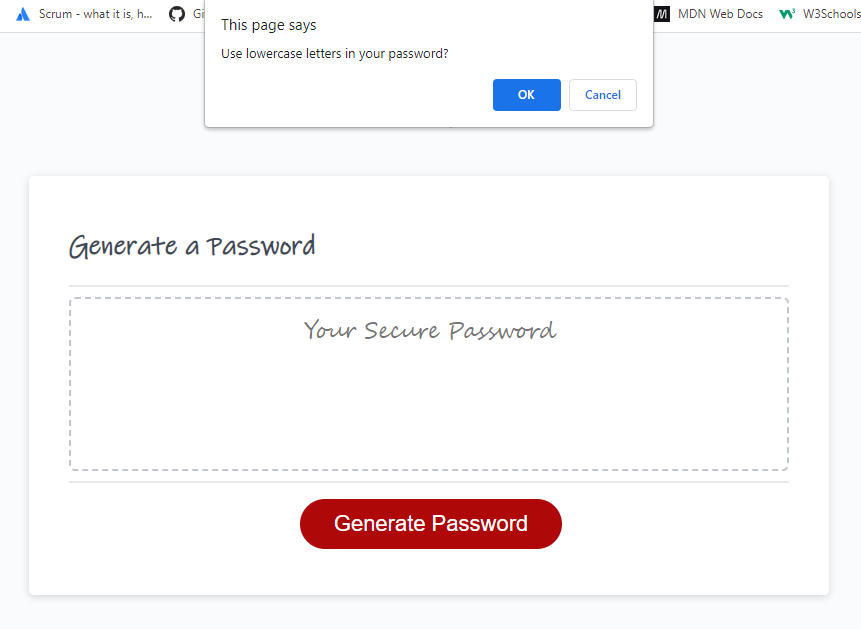 Scrum - what it is, h...
Gi
MDN Web Docs
W3Schools
This page says
Use lowercase letters in your password?
OK
Cancel
Generate a Password
Your Secure Password
Generate Password